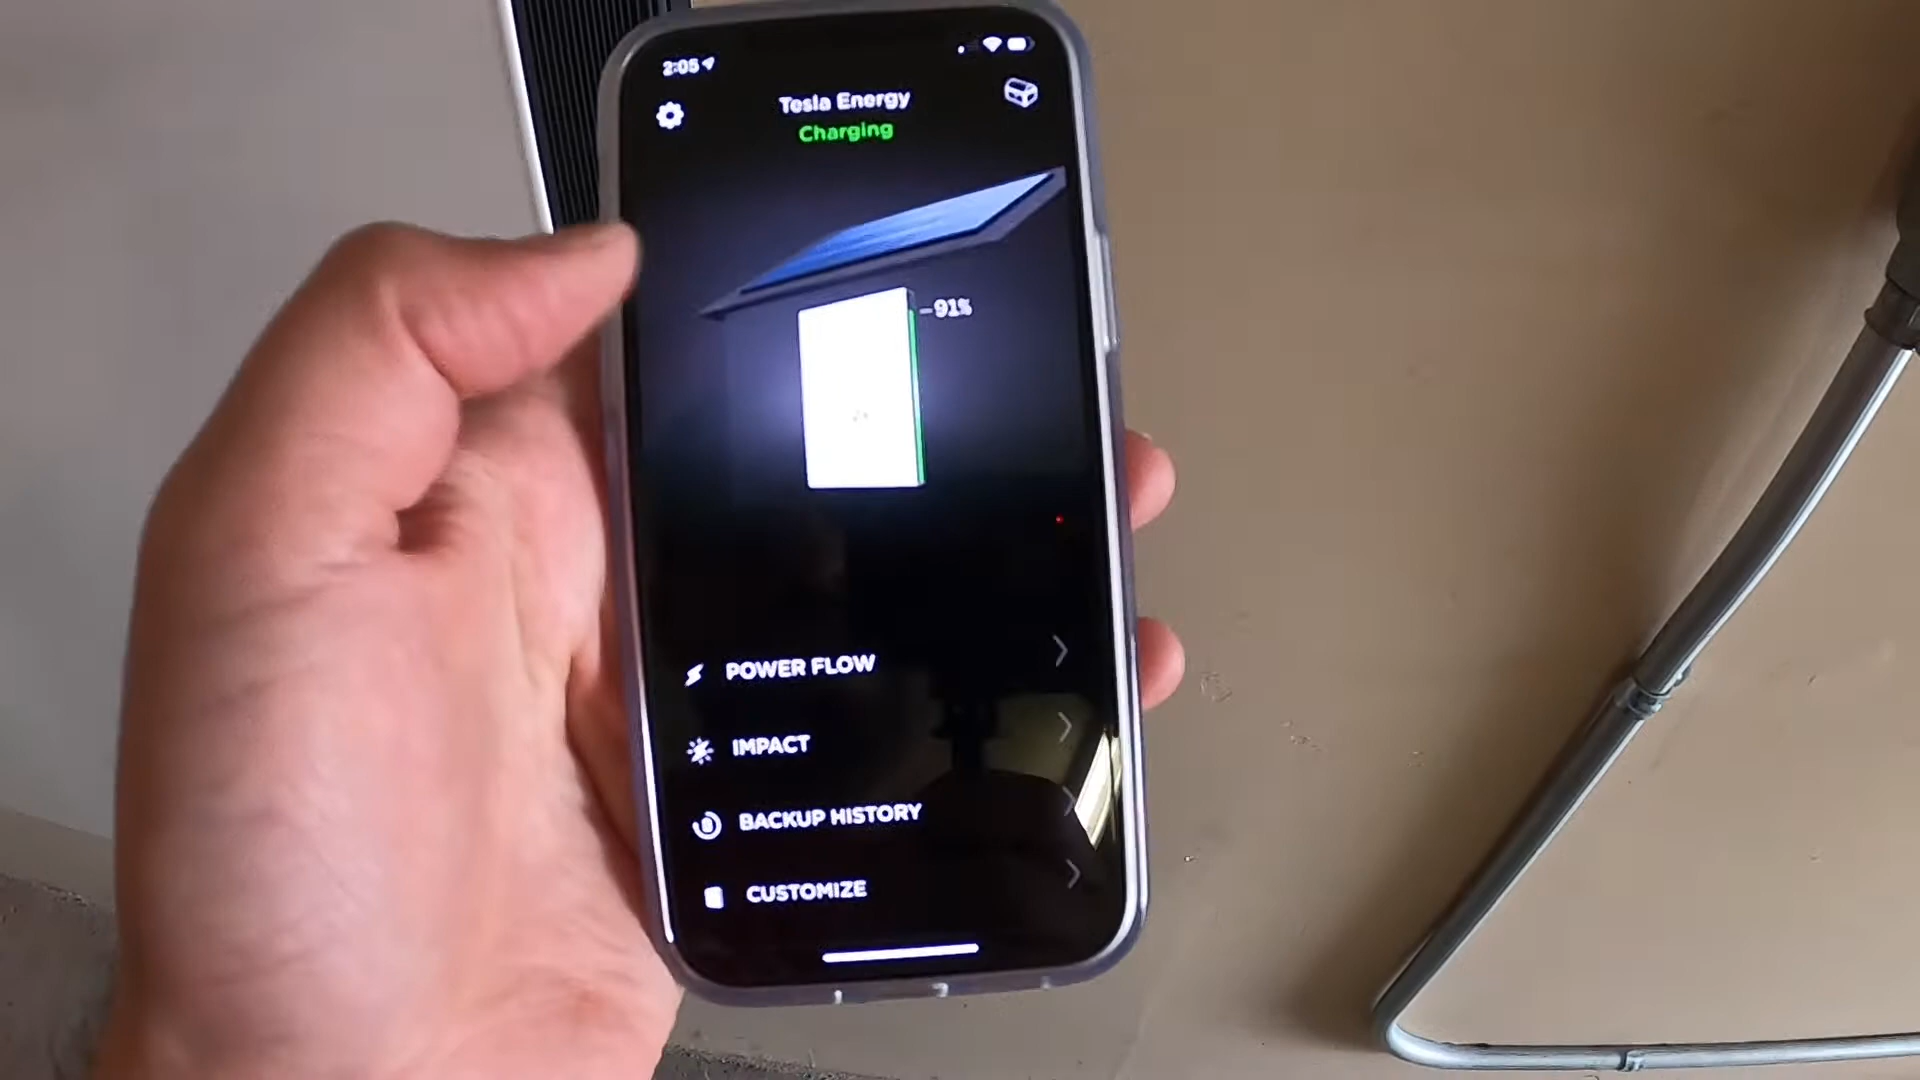 2:05
Tesla Energy
Charging
91%
POWER FLOW
IMPACT
BACKUP HISTORY
CUSTOMIZE